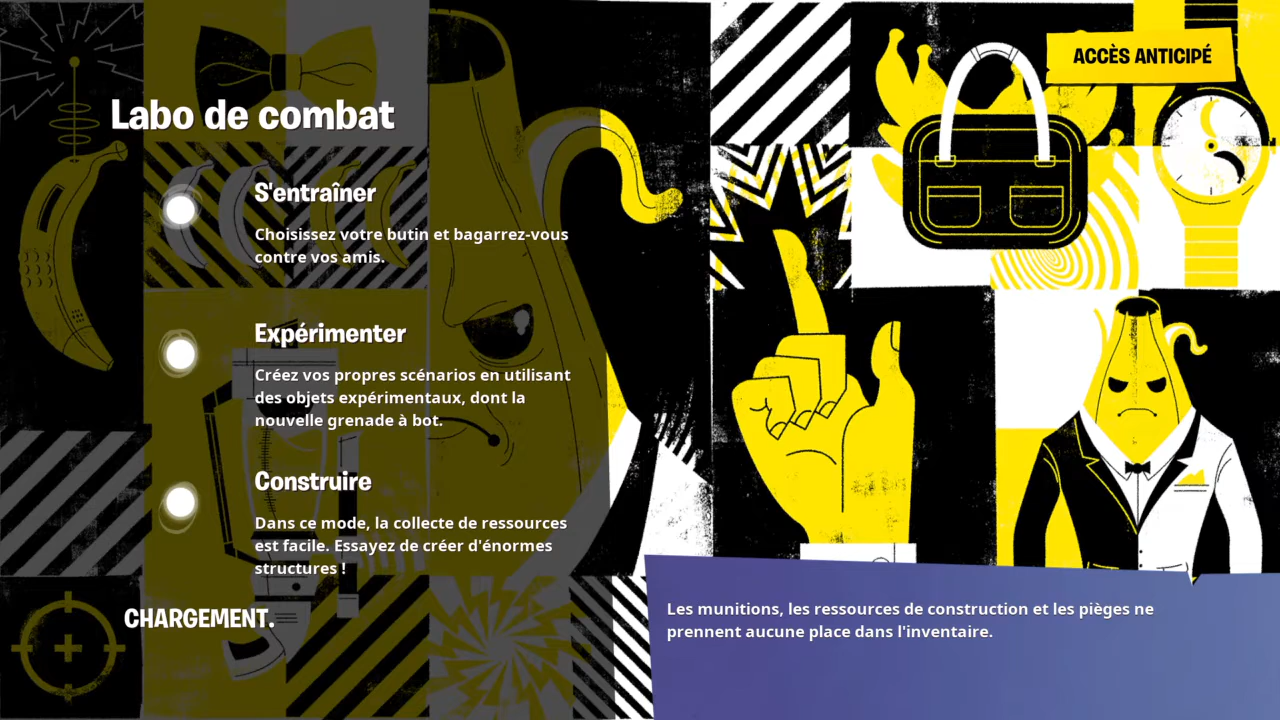 ACCÈS ANTICIPÉ
Labo de combat
S'entraîner
Choisissez votre butin et bagarrez-vous
contre vos amis.
Expérimenter
Créez vos propres scénarios en utilisant
des objets expérimentaux, dont la
nouvelle grenade à bot.
Construire
Dans ce mode, la collecte de ressources
est facile. Essayez de créer d'énormes
structures !
CHARGEMENT.
Les munitions, les ressources de construction et les pièges ne
prennent aucune place dans l'inventaire.